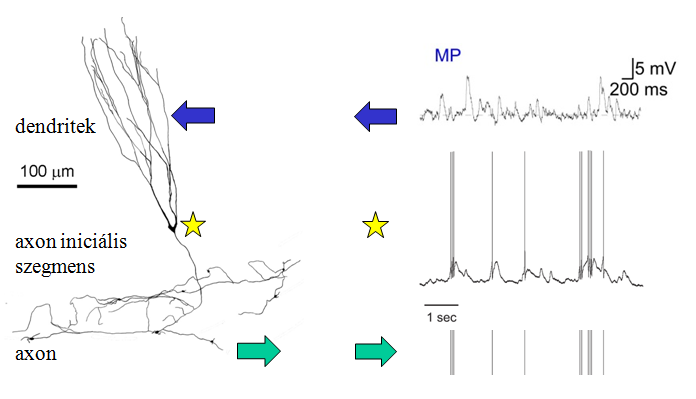 MP
5 mV
200 ms
dendritek
100 µm
axon iniciális
szegmens
1 sec
axon